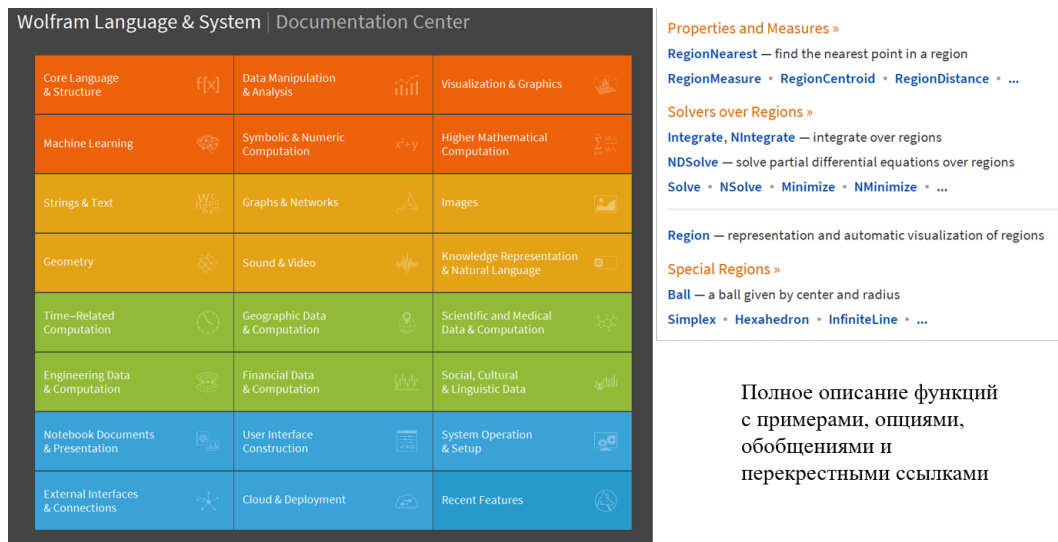 Wolfram Language & System | Documentation Center
Core Language
& Structure
f[x]
Data Manipulation
& Analysis
Visualization & Graphics
Machine Learning
Symbolic & Numeric
Computation
x²+y
Higher Mathematical
Computation
Strings & Text
Graphs & Networks
Images
Geometry
Sound & Video
Knowledge Representation
& Natural Language
Time–Related
Computation
Geographic Data
& Computation
Scientific and Medical
Data & Computation
Engineering Data
& Computation
Financial Data
& Computation
Social, Cultural
& Linguistic Data
Notebook Documents
& Presentation
User Interface
Construction
System Operation
& Setup
External Interfaces
& Connections
Cloud & Deployment
Recent Features
Properties and Measures »
RegionNearest — find the nearest point in a region
RegionMeasure ▪ RegionCentroid ▪ RegionDistance ▪ ...
Solvers over Regions »
Integrate, NIntegrate — integrate over regions
NDSolve — solve partial differential equations over regions
Solve ▪ NSolve ▪ Minimize ▪ NMinimize ▪ ...
Region — representation and automatic visualization of regions
Special Regions »
Ball — a ball given by center and radius
Simplex ▪ Hexahedron ▪ InfiniteLine ▪ ...
Полное описание функций
с примерами, опциями,
обобщениями и
перекрестными ссылками